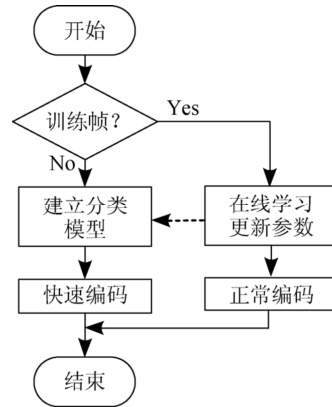 开始
训练帧？
Yes
No
建立分类
模型
在线学习
更新参数
快速编码
正常编码
结束